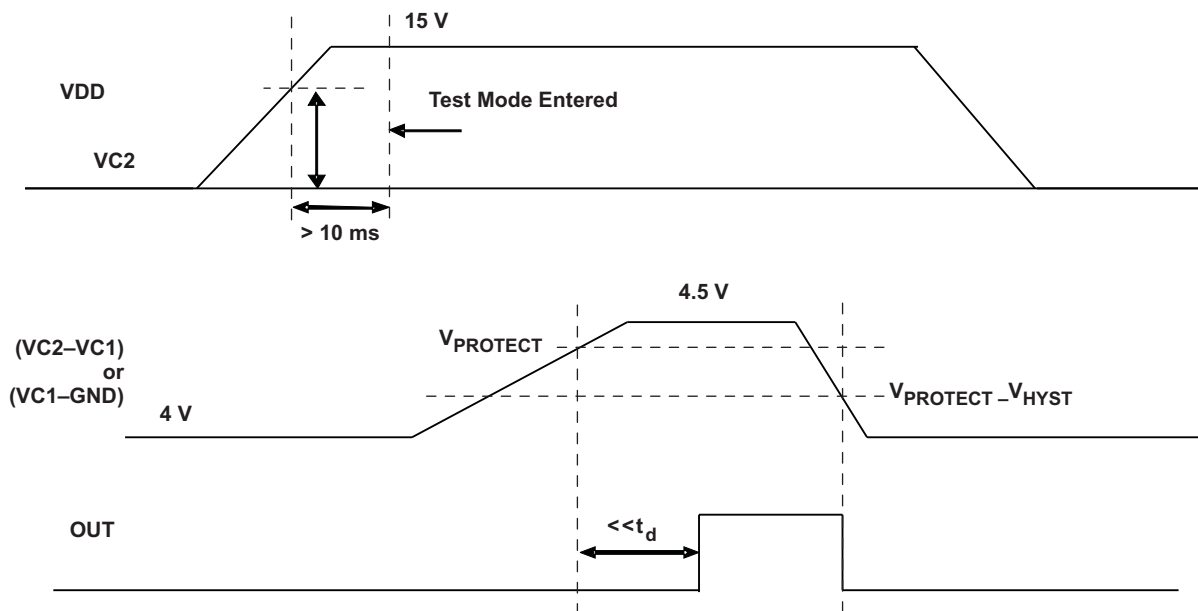 15 V
VDD
Test Mode Entered
VC2
> 10 ms
4.5 V
(VC2–VC1)
or
(VC1–GND)
VPROTECT
VPROTECT –VHYST
4 V
OUT
<<td